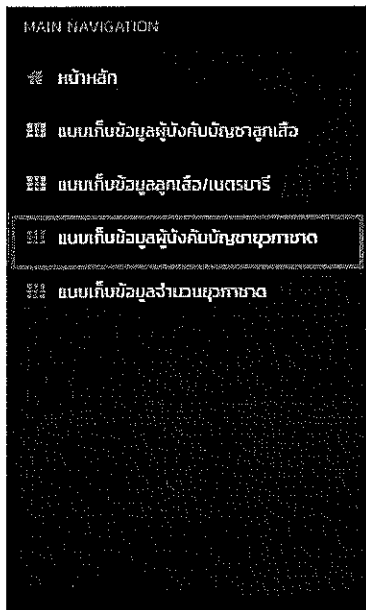 MAIN NAVIGATION
หน้าหลัก
แบบเก็บข้อมูลผู้บังคับบัญชาลูกเสือ
แบบเก็บข้อมูลลูกเสือ/เนตรนารี
แบบเก็บข้อมูลผู้บังคับบัญชายุวกาชาด
แบบเก็บข้อมูลจำนวนยุวกาชาด